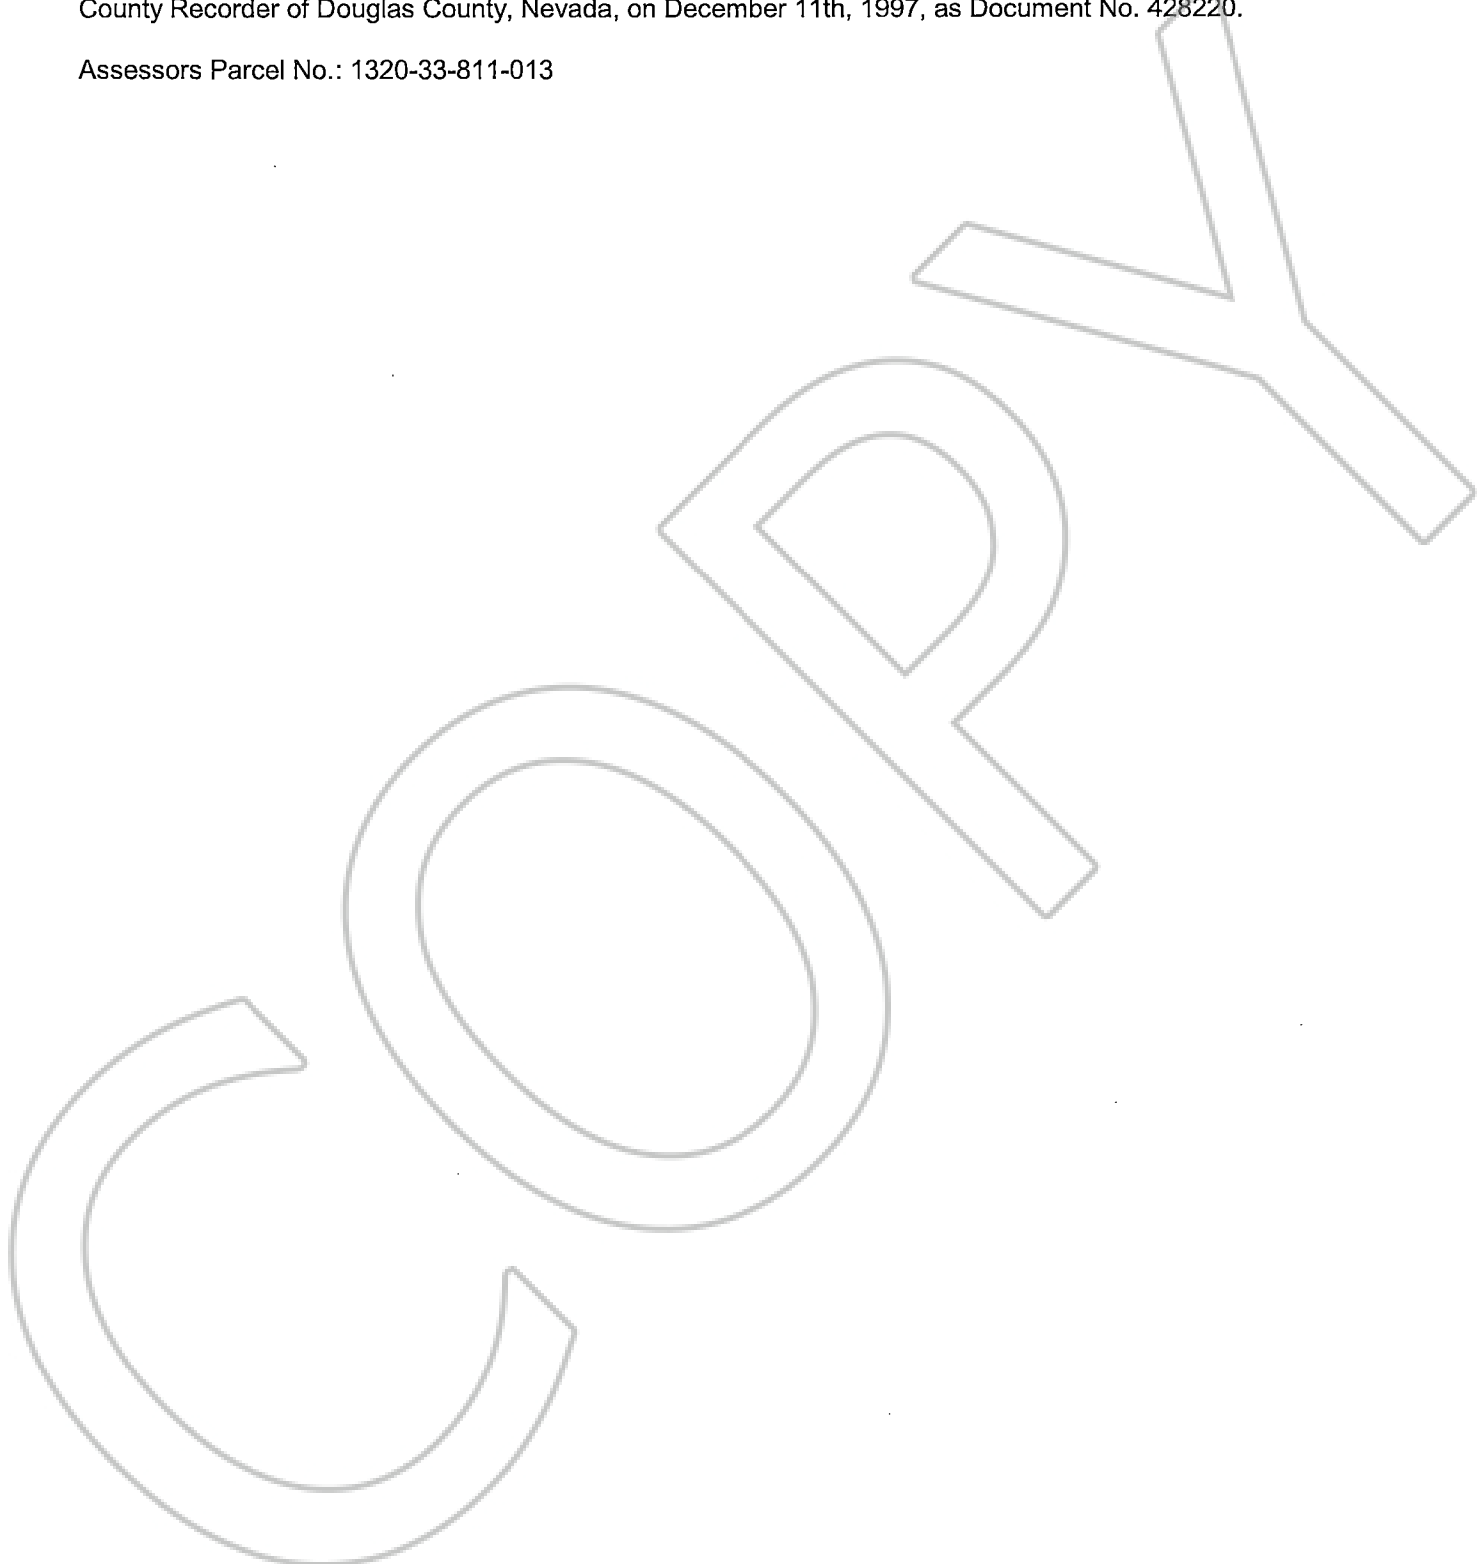 County Recorder of Douglas County, Nevada, on December 11th, 1997, as Document No. 428220.
Assessors Parcel No.: 1320-33-811-013
COPY